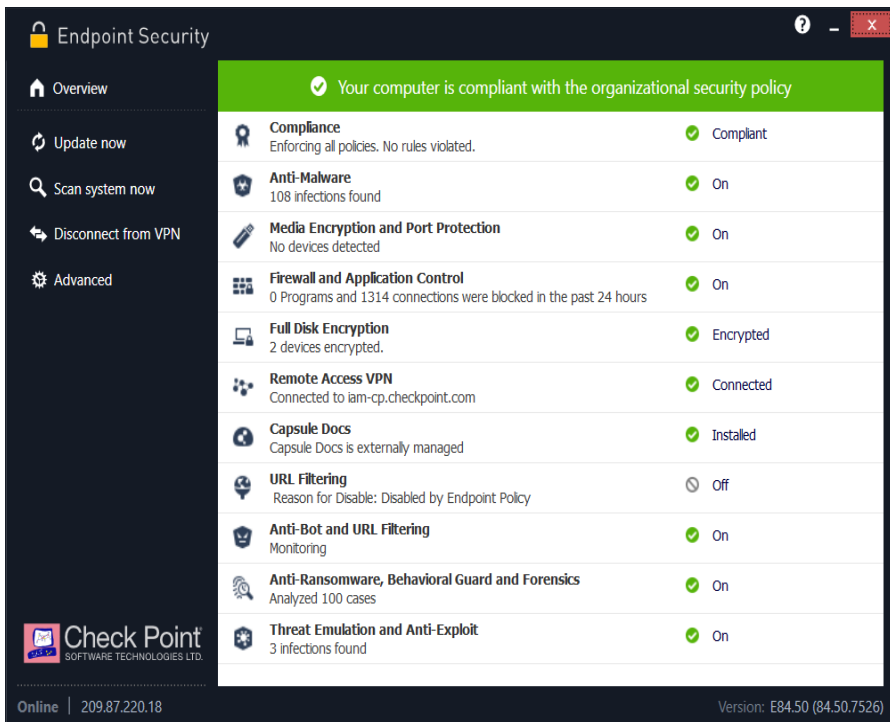 Endpoint Security
? _ X
Overview
Update now
Scan system now
Disconnect from VPN
Advanced
Your computer is compliant with the organizational security policy
Compliance
Enforcing all policies. No rules violated.
Compliant
Anti-Malware
108 infections found
On
Media Encryption and Port Protection
No devices detected
On
Firewall and Application Control
0 Programs and 1314 connections were blocked in the past 24 hours
On
Full Disk Encryption
2 devices encrypted.
Encrypted
Remote Access VPN
Connected to iam-cp.checkpoint.com
Connected
Capsule Docs
Capsule Docs is externally managed
Installed
URL Filtering
Reason for Disable: Disabled by Endpoint Policy
Off
Anti-Bot and URL Filtering
Monitoring
On
Anti-Ransomware, Behavioral Guard and Forensics
Analyzed 100 cases
On
Threat Emulation and Anti-Exploit
3 infections found
On
Check Point
SOFTWARE TECHNOLOGIES LTD.
Online | 209.87.220.18
Version: E84.50 (84.50.7526)